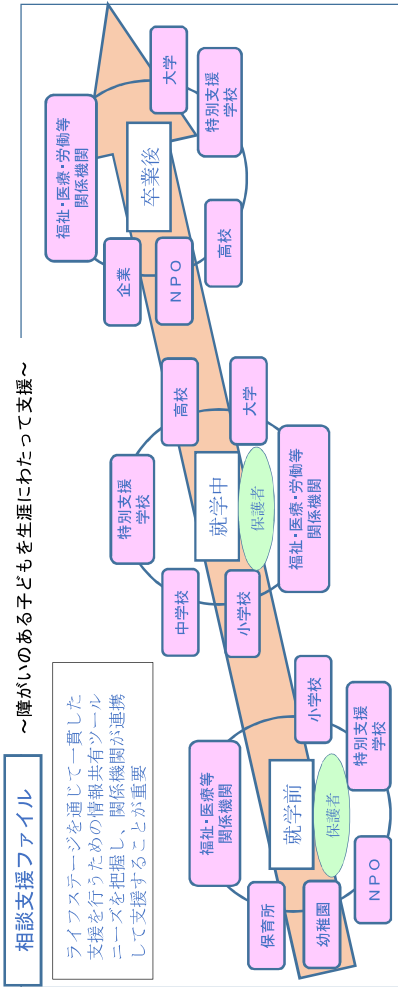 相談支援ファイル
～障がいのある子どもを生涯にわたって支援～
ライフステージを通じて一貫した
支援を行うための情報共有ツール
ニーズを把握し、関係機関が連携
して支援することが重要
福祉・医療等
関係機関
保育所
幼稚園
就学前
保護者
小学校
特別支援
学校
ＮＰＯ
特別支援
学校
中学校
高校
就学中
小学校
保護者
大学
福祉・医療・労働等
関係機関
福祉・医療・労働等
関係機関
企業
ＮＰＯ
卒業後
大学
特別支援
学校
高校